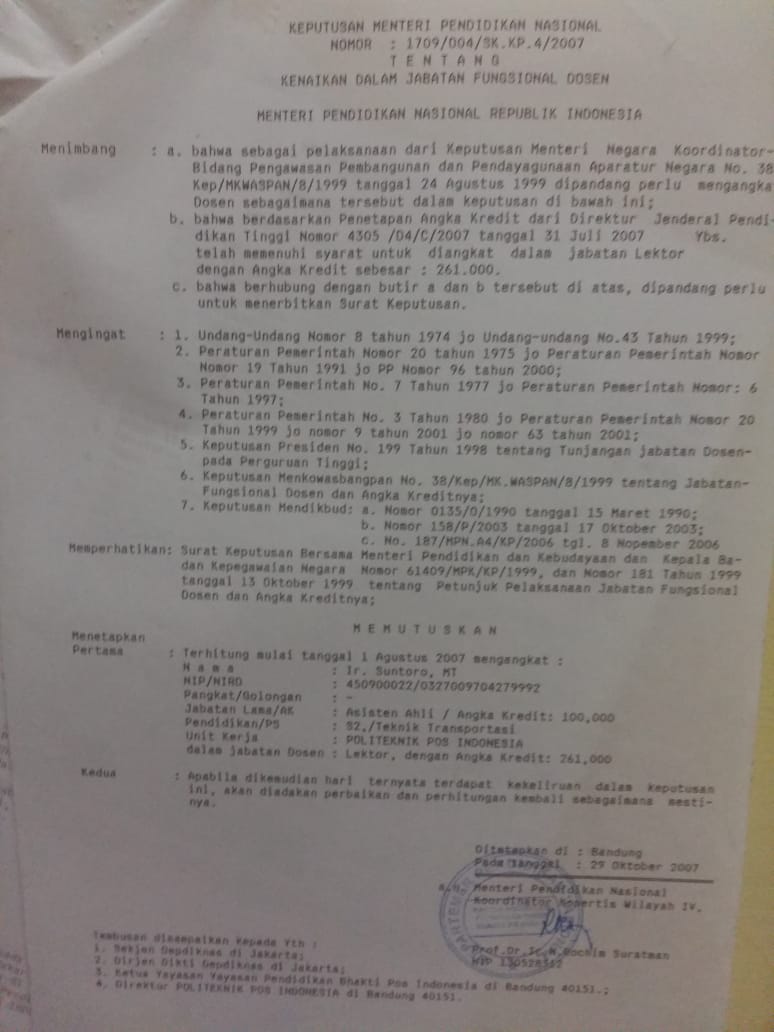 KEPUTUSAN MENTERI PENDIDIKAN NASIONAL
NOMOR : 1709/004/SK.KP.4/2007
T E N T A N G
KENAIKAN DALAM JABATAN FUNGSIONAL DOSEN
MENTERI PENDIDIKAN NASIONAL REPUBLIK INDONESIA
Menimbang : a. bahwa sebagai pelaksanaan dari Keputusan Menteri Negara Koordinator-
Bidang Pengawasan Pembangunan dan Pendayagunaan Aparatur Negara No. 38
Kep/MKWASPAN/8/1999 tanggal 24 Agustus 1999 dipandang perlu mengangka
Dosen sebagaimana tersebut dalam keputusan di bawah ini;
b. bahwa berdasarkan Penetapan Angka Kredit dari Direktur Jenderal Pendi-
dikan Tinggi Nomor 4305 /D4/C/2007 tanggal 31 Juli 2007 Ybs.
telah memenuhi syarat untuk diangkat dalam jabatan Lektor
dengan Angka Kredit sebesar : 261.000.
c. bahwa berhubung dengan butir a dan b tersebut di atas, dipandang perlu
untuk menerbitkan Surat Keputusan.
Mengingat : 1. Undang-Undang Nomor 8 tahun 1974 jo Undang-undang No.43 Tahun 1999;
2. Peraturan Pemerintah Nomor 20 tahun 1975 jo Peraturan Pemerintah Nomor
Nomor 19 Tahun 1991 jo PP Nomor 96 tahun 2000;
3. Peraturan Pemerintah No. 7 Tahun 1977 jo Peraturan Pemerintah Nomor: 6
Tahun 1997;
4. Peraturan Pemerintah No. 3 Tahun 1980 jo Peraturan Pemerintah Nomor 20
Tahun 1999 jo nomor 9 tahun 2001 jo nomor 63 tahun 2001;
5. Keputusan Presiden No. 199 Tahun 1998 tentang Tunjangan jabatan Dosen-
pada Perguruan Tinggi;
6. Keputusan Menkowasbangpan No. 38/Kep/MK.WASPAN/8/1999 tentang Jabatan-
Fungsional Dosen dan Angka Kreditnya;
7. Keputusan Mendikbud: a. Nomor 0135/0/1990 tanggal 15 Maret 1990;
b. Nomor 158/P/2003 tanggal 17 Oktober 2003;
c. No. 187/MPN.A4/KP/2006 tgl. 8 Nopember 2006
Memperhatikan: Surat Keputusan Bersama Menteri Pendidikan dan Kebudayaan dan Kepala Ba-
dan Kepegawaian Negara Nomor 61409/MPK/KP/1999, dan Nomor 181 Tahun 1999
tanggal 13 Oktober 1999 tentang Petunjuk Pelaksanaan Jabatan Fungsional
Dosen dan Angka Kreditnya;
M E M U T U S K A N
Menetapkan
Pertama : Terhitung mulai tanggal 1 Agustus 2007 mengangkat :
N a m a : Ir. Suntoro, MT
NIP/NIRD : 450900022/0327009704279992
Pangkat/Golongan : -
Jabatan Lama/AK : Asisten Ahli / Angka Kredit: 100,000
Pendidikan/PS : S2./Teknik Transportasi
Unit Kerja : POLITEKNIK POS INDONESIA
dalam jabatan Dosen : Lektor, dengan Angka Kredit: 261,000
Kedua : Apabila dikemudian hari ternyata terdapat kekeliruan dalam keputusan
ini, akan diadakan perbaikan dan perhitungan kembali sebagaimana mesti-
nya.
Ditetapkan di : Bandung
Pada Tanggal : 29 Oktober 2007
a.n. Menteri Pendidikan Nasional
Koordinator Kopertis Wilayah IV,
Prof.Dr.Ir.H.Rochim Suratman
NIP 130528342
Tembusan disampaikan kepada Yth :
1. Sekjen Depdiknas di Jakarta;
2. Dirjen Dikti Depdiknas di Jakarta;
3. Ketua Yayasan Yayasan Pendidikan Bhakti Pos Indonesia di Bandung 40151.;
4. Direktur POLITEKNIK POS INDONESIA di Bandung 40151.